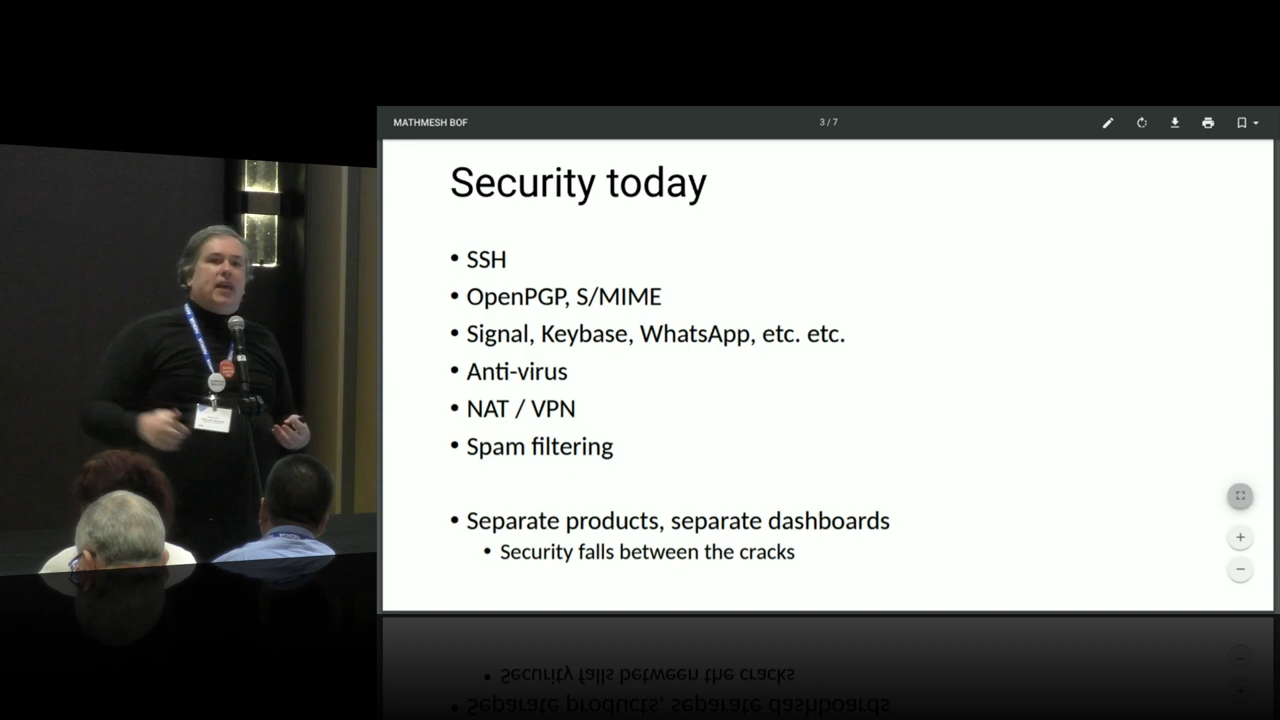 MATHMESH BOF
3 / 7
Security today
• SSH
• OpenPGP, S/MIME
• Signal, Keybase, WhatsApp, etc. etc.
• Anti-virus
• NAT / VPN
• Spam filtering
• Separate products, separate dashboards
• Security falls between the cracks